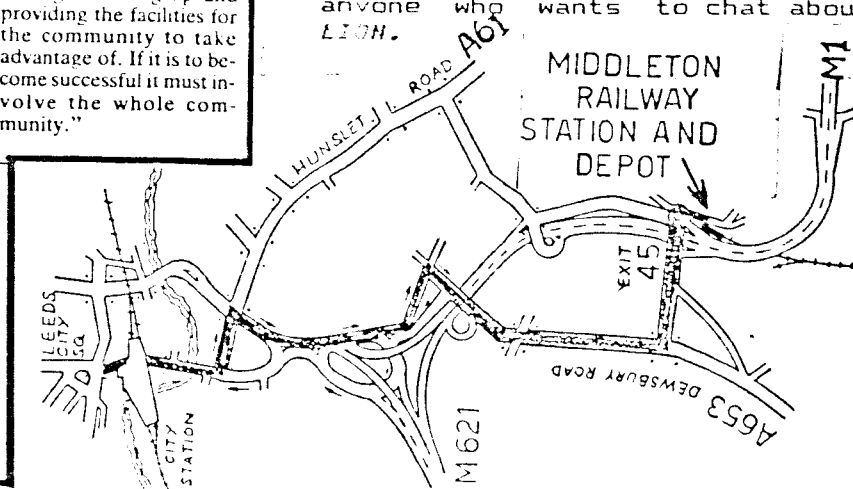 providing the facilities for
the community to take
advantage of. If it is to be-
come successful it must in-
volve the whole com-
munity."
anyone who wants to chat abou
LION.
A61
HUNSLET ROAD
MIDDLETON
RAILWAY
STATION AND
DEPOT
M1
EXIT
45
LEEDS
CITY
SQ
CITY
STATION
M621
A653 DEWSBURY ROAD